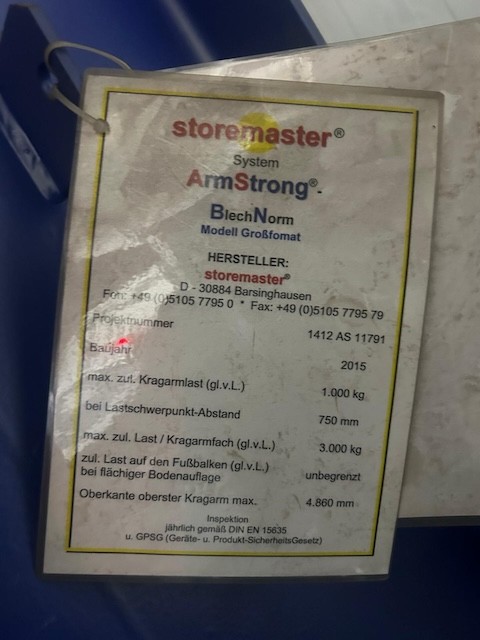 storemaster®
System
ArmStrong®-
BlechNorm
Modell Großfomat
HERSTELLER:
storemaster®
D - 30884 Barsinghausen
Fon: +49 (0)5105 7795 0 * Fax: +49 (0)5105 7795 79
Projektnummer 1412 AS 11791
Baujahr 2015
max. zul. Kragarmlast (gl.v.L.) 1.000 kg
bei Lastschwerpunkt-Abstand 750 mm
max. zul. Last / Kragarmfach (gl.v.L.) 3.000 kg
zul. Last auf den Fußbalken (gl.v.L.)
bei flächiger Bodenauflage unbegrenzt
Oberkante oberster Kragarm max. 4.860 mm
Inspektion
jährlich gemäß DIN EN 15635
u. GPSG (Geräte- u. Produkt-SicherheitsGesetz)